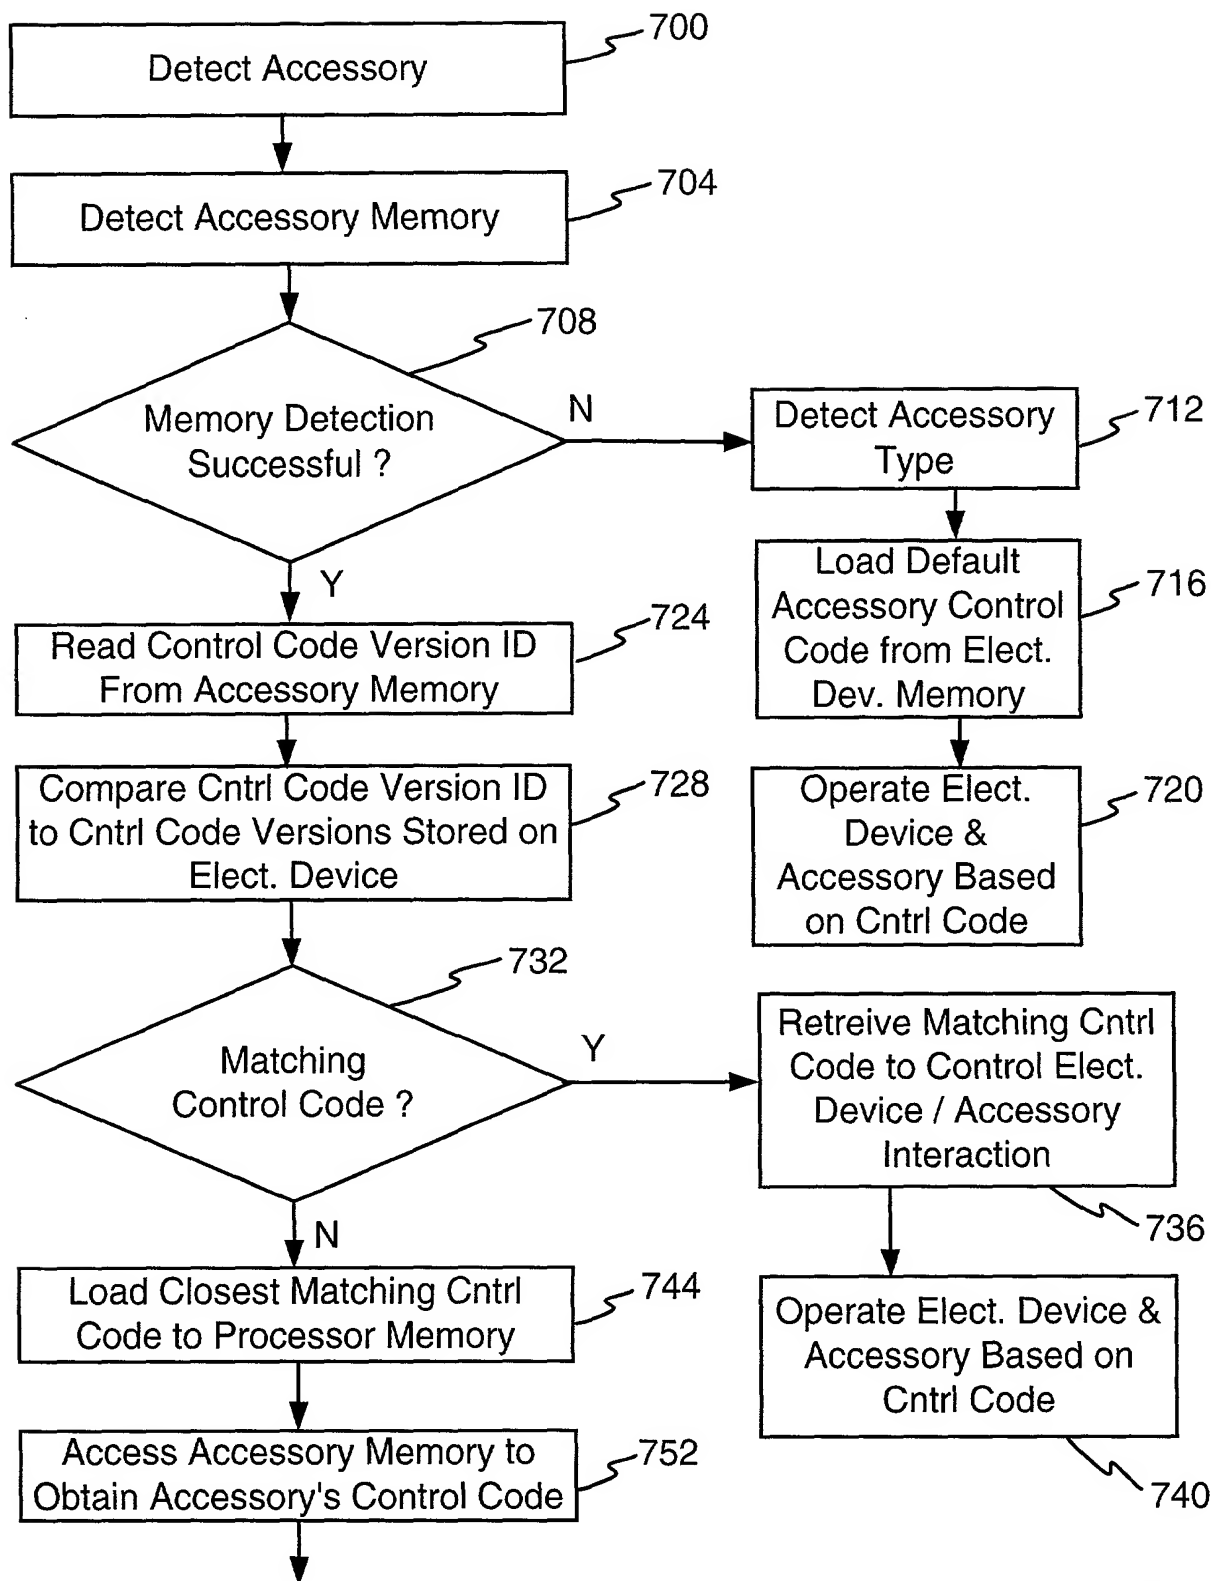 700
Detect Accessory
704
Detect Accessory Memory
708
Memory Detection
Successful ?
N
Y
712
Detect Accessory
Type
716
Load Default
Accessory Control
Code from Elect.
Dev. Memory
720
Operate Elect.
Device &
Accessory Based
on Cntrl Code
724
Read Control Code Version ID
From Accessory Memory
728
Compare Cntrl Code Version ID
to Cntrl Code Versions Stored on
Elect. Device
732
Matching
Control Code ?
Y
N
Retreive Matching Cntrl
Code to Control Elect.
Device / Accessory
Interaction
736
Operate Elect. Device &
Accessory Based on
Cntrl Code
740
744
Load Closest Matching Cntrl
Code to Processor Memory
752
Access Accessory Memory to
Obtain Accessory's Control Code